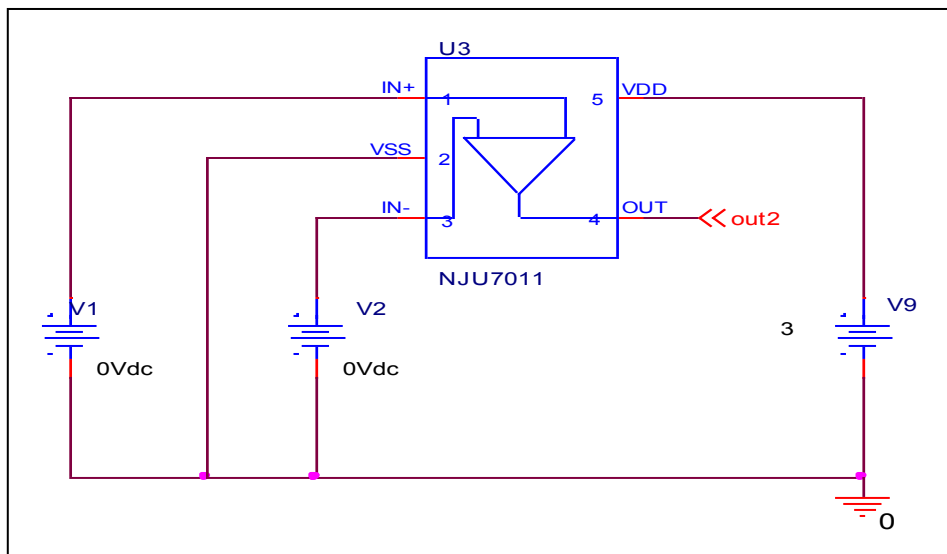 U3
IN+
1
5
VDD
VSS
2
IN-
3
4
OUT
out2
NJU7011
V1
V2
V9
3
0Vdc
0Vdc
0